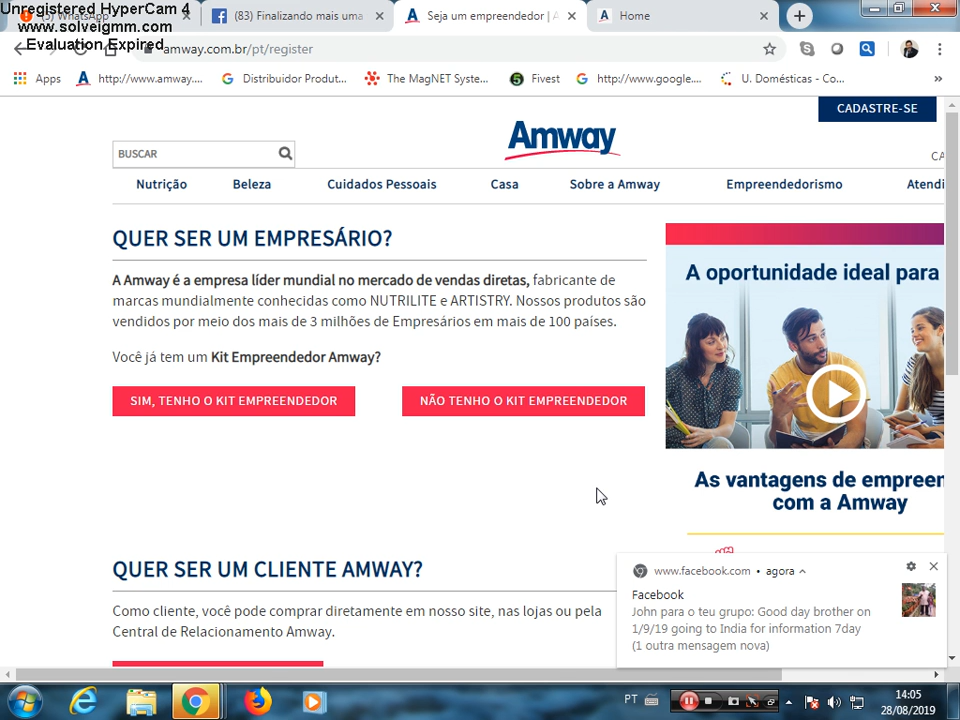 Unregistered HyperCam 4
www.solveigmm.com
Evaluation Expired
(5) WhatsApp
(83) Finalizando mais uma
Seja um empreendedor | A
Home
amway.com.br/pt/register
Apps
http://www.amway....
Distribuidor Produt...
The MagNET Syste...
Fivest
http://www.google....
U. Domésticas - Co...
»
CADASTRE-SE
BUSCAR
Amway
CA
Nutrição
Beleza
Cuidados Pessoais
Casa
Sobre a Amway
Empreendedorismo
Atendi
QUER SER UM EMPRESÁRIO?
A Amway é a empresa líder mundial no mercado de vendas diretas, fabricante de
marcas mundialmente conhecidas como NUTRILITE e ARTISTRY. Nossos produtos são
vendidos por meio dos mais de 3 milhões de Empresários em mais de 100 países.
Você já tem um Kit Empreendedor Amway?
SIM, TENHO O KIT EMPREENDEDOR
NÃO TENHO O KIT EMPREENDEDOR
A oportunidade ideal para
As vantagens de empreen
com a Amway
QUER SER UM CLIENTE AMWAY?
Como cliente, você pode comprar diretamente em nosso site, nas lojas ou pela
Central de Relacionamento Amway.
www.facebook.com • agora
Facebook
John para o teu grupo: Good day brother on
1/9/19 going to India for information 7day
(1 outra mensagem nova)
PT
14:05
28/08/2019